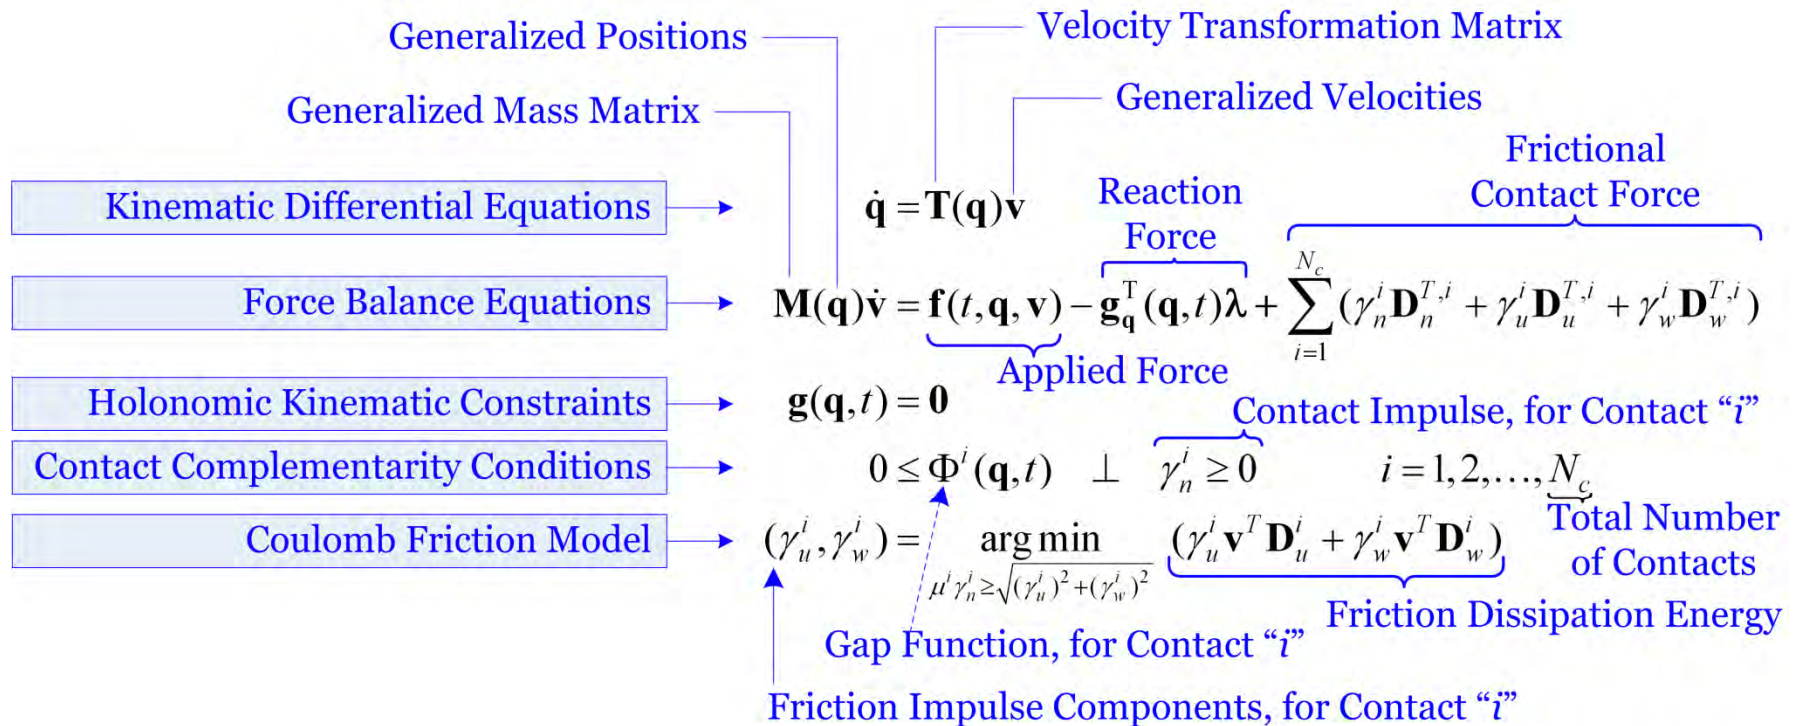 Generalized Positions
Velocity Transformation Matrix
Generalized Mass Matrix
Generalized Velocities
Kinematic Differential Equations
q̇ = T(q)v
Reaction
Force
Frictional
Contact Force
Force Balance Equations
M(q)v̇ = f(t,q,v) − g_q^T(q,t)λ + ∑_{i=1}^{N_c}(γ_n^i D_n^{T,i} + γ_u^i D_u^{T,i} + γ_w^i D_w^{T,i})
Applied Force
Holonomic Kinematic Constraints
g(q,t) = 0
Contact Impulse, for Contact “i”
Contact Complementarity Conditions
0 ≤ Φ^i(q,t) ⊥ γ_n^i ≥ 0 i = 1,2,…,N_c
Total Number
of Contacts
Coulomb Friction Model
(γ_u^i, γ_w^i) = arg min_{μ^i γ_n^i ≥ √((γ_u^i)^2 + (γ_w^i)^2)} (γ_u^i v^T D_u^i + γ_w^i v^T D_w^i)
Friction Dissipation Energy
Gap Function, for Contact “i”
Friction Impulse Components, for Contact “i”